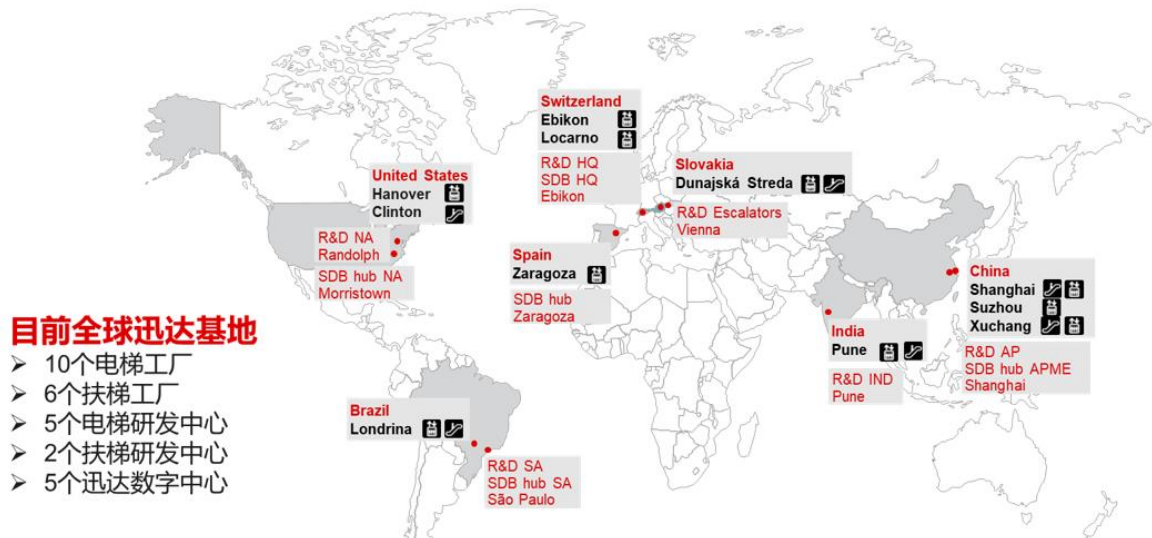 Switzerland
Ebikon
Locarno
R&D HQ
SDB HQ
Ebikon
Slovakia
Dunajská Streda
R&D Escalators
Vienna
United States
Hanover
Clinton
R&D NA
Randolph
SDB hub NA
Morristown
Spain
Zaragoza
SDB hub
Zaragoza
China
Shanghai
Suzhou
Xuchang
R&D AP
SDB hub APME
Shanghai
India
Pune
R&D IND
Pune
目前全球迅达基地
➢ 10个电梯工厂
➢ 6个扶梯工厂
➢ 5个电梯研发中心
➢ 2个扶梯研发中心
➢ 5个迅达数字中心
Brazil
Londrina
R&D SA
SDB hub SA
São Paulo